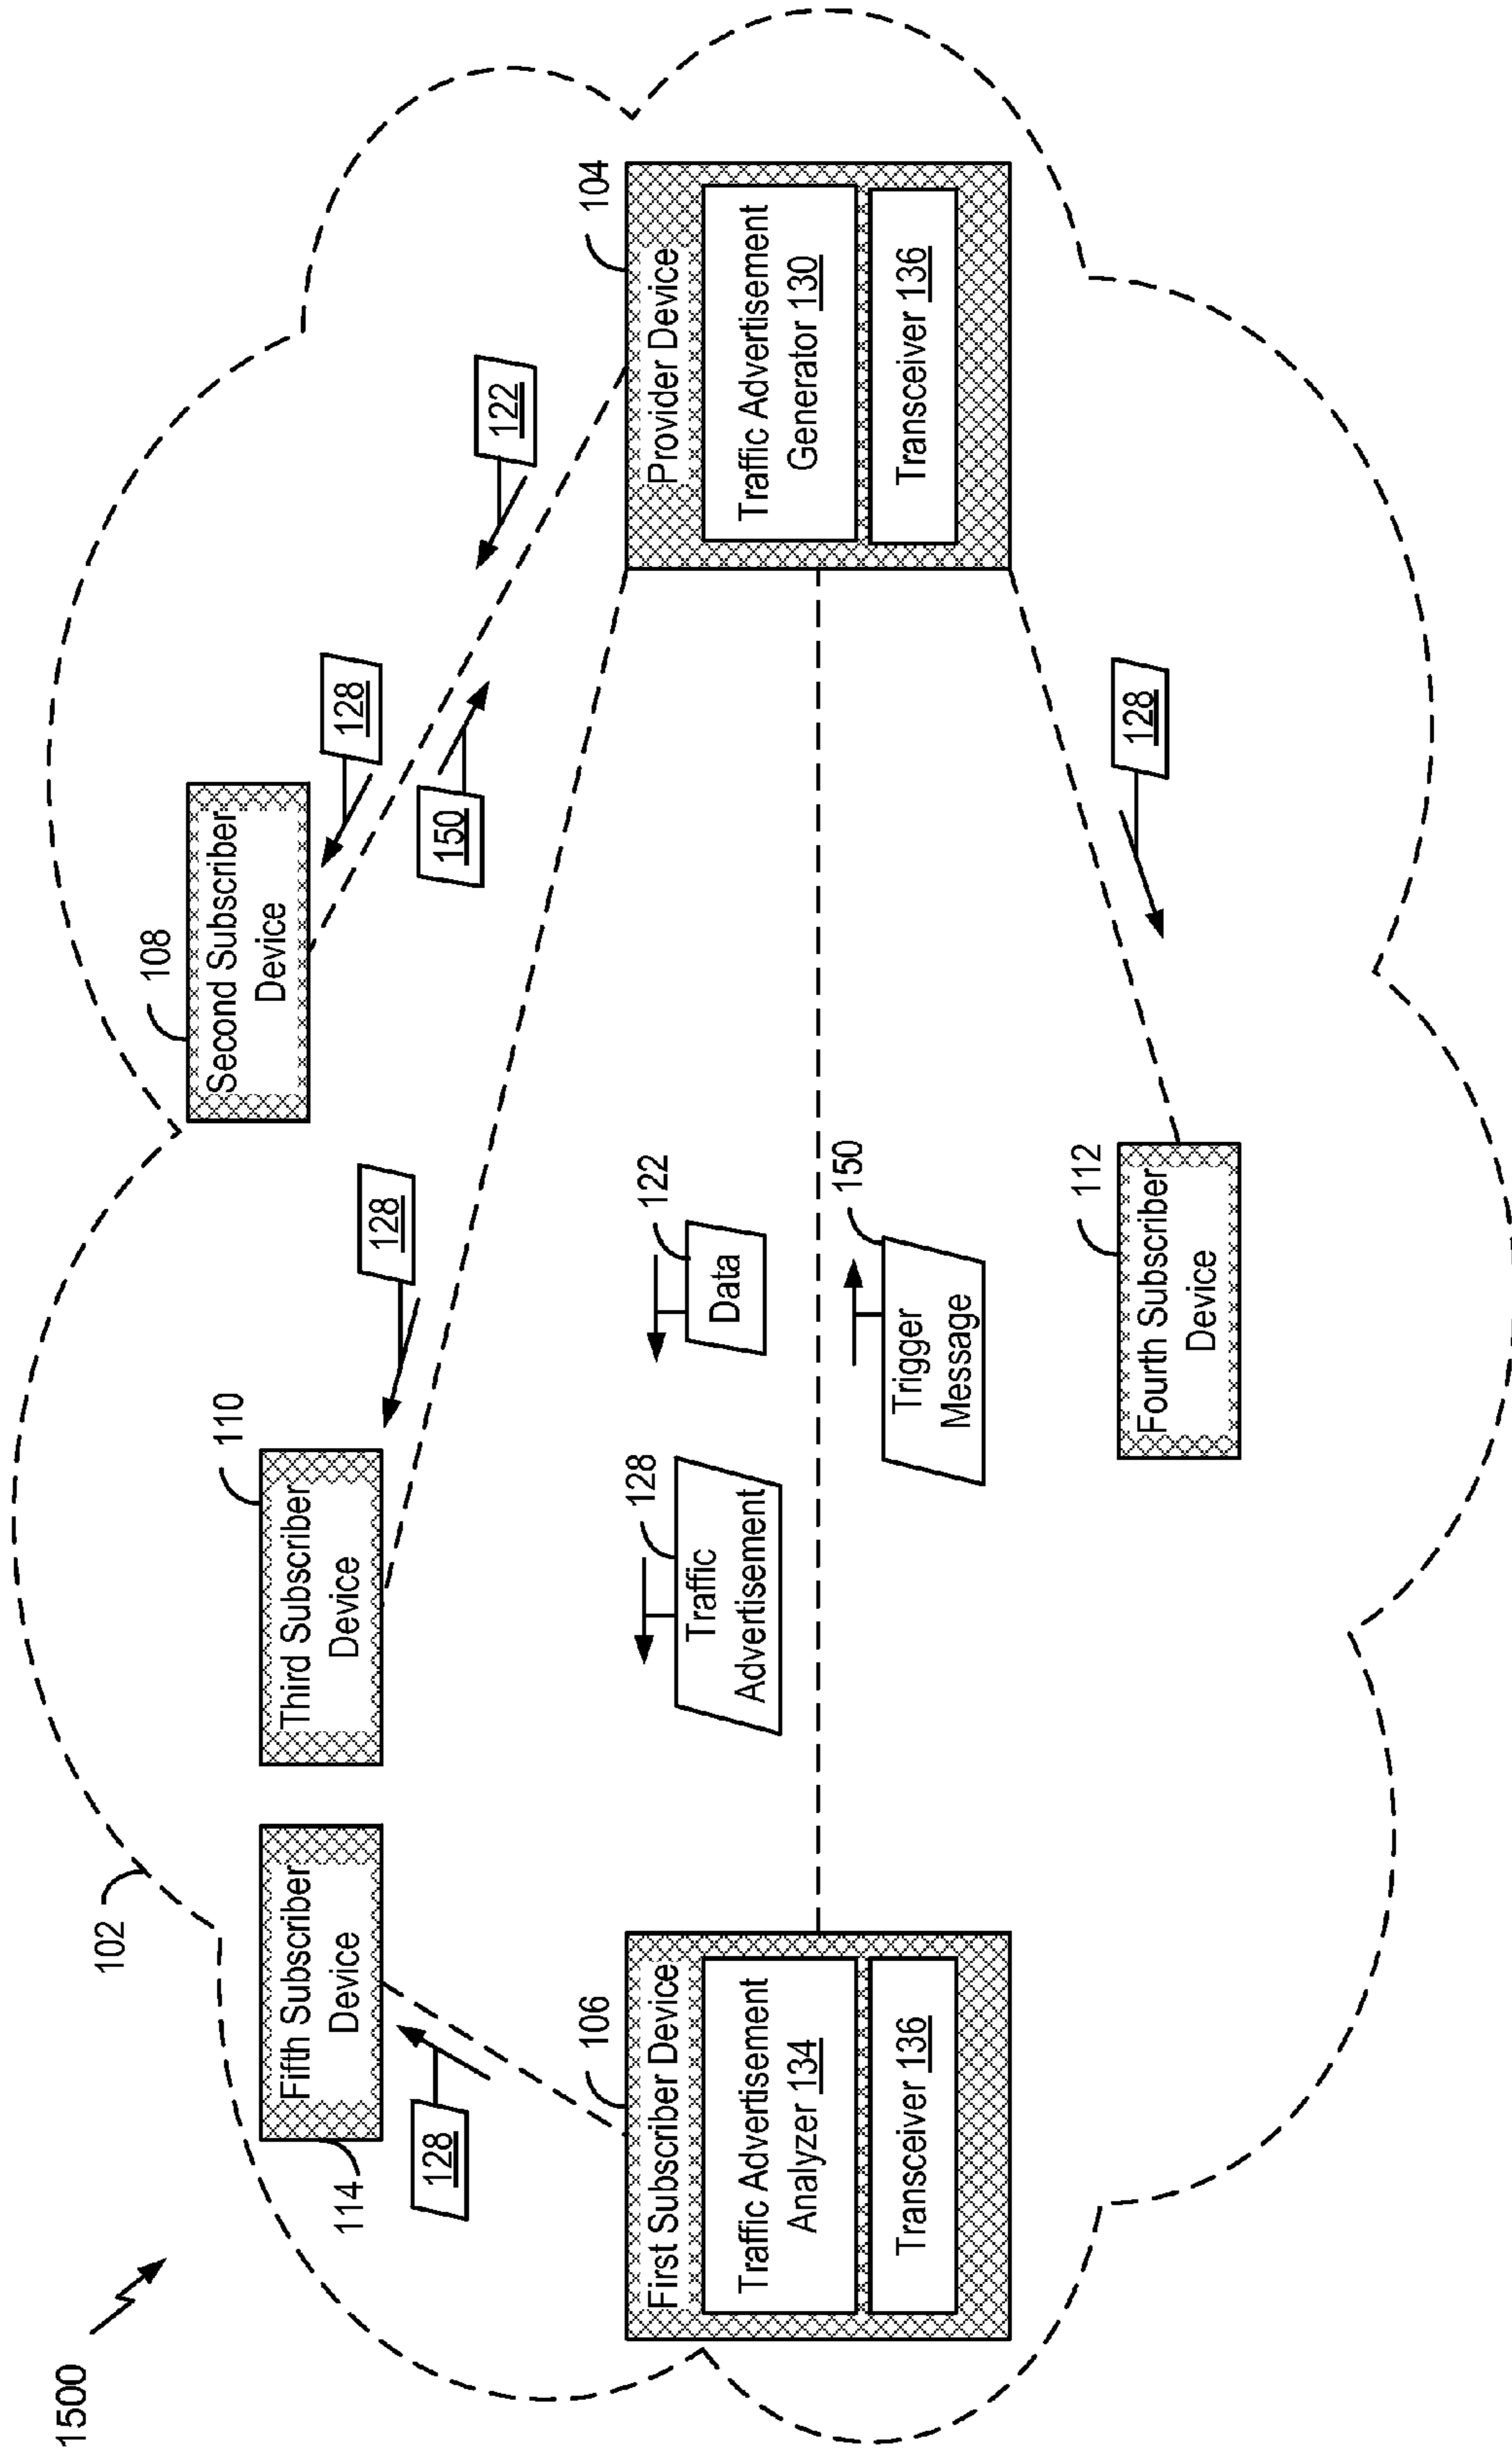 1500
102
114
Fifth Subscriber
Device
128
110
Third Subscriber
Device
128
108
Second Subscriber
Device
128
150
122
106
First Subscriber Device
Traffic Advertisement
Analyzer 134
Transceiver 136
128
Traffic
Advertisement
122
Data
150
Trigger
Message
104
Provider Device
Traffic Advertisement
Generator 130
Transceiver 136
112
Fourth Subscriber
Device
128